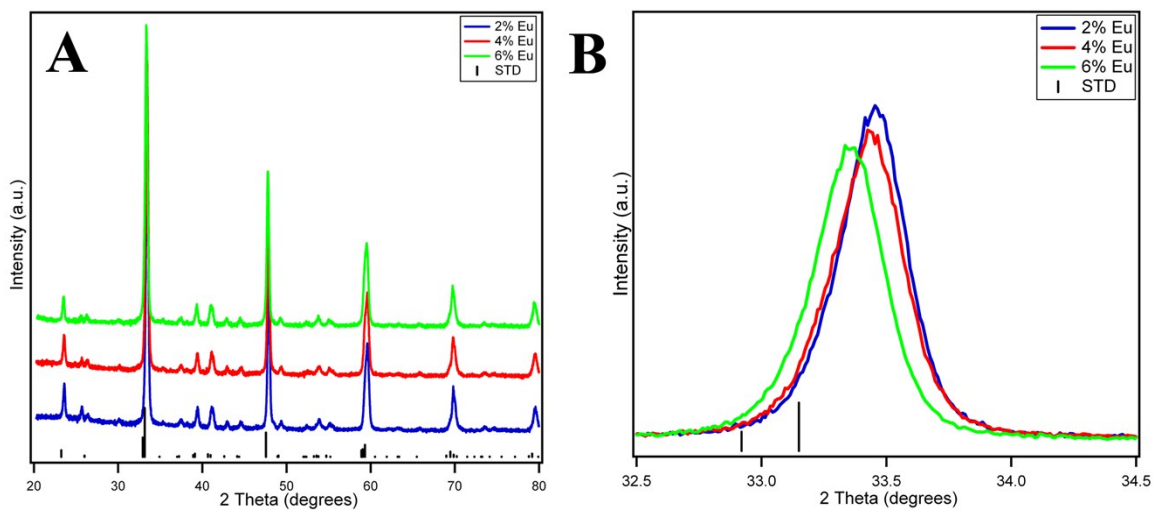 A
2% Eu
4% Eu
6% Eu
STD
Intensity (a.u.)
20 30 40 50 60 70 80
2 Theta (degrees)
B
2% Eu
4% Eu
6% Eu
STD
Intensity (a.u.)
32.5 33.0 33.5 34.0 34.5
2 Theta (degrees)